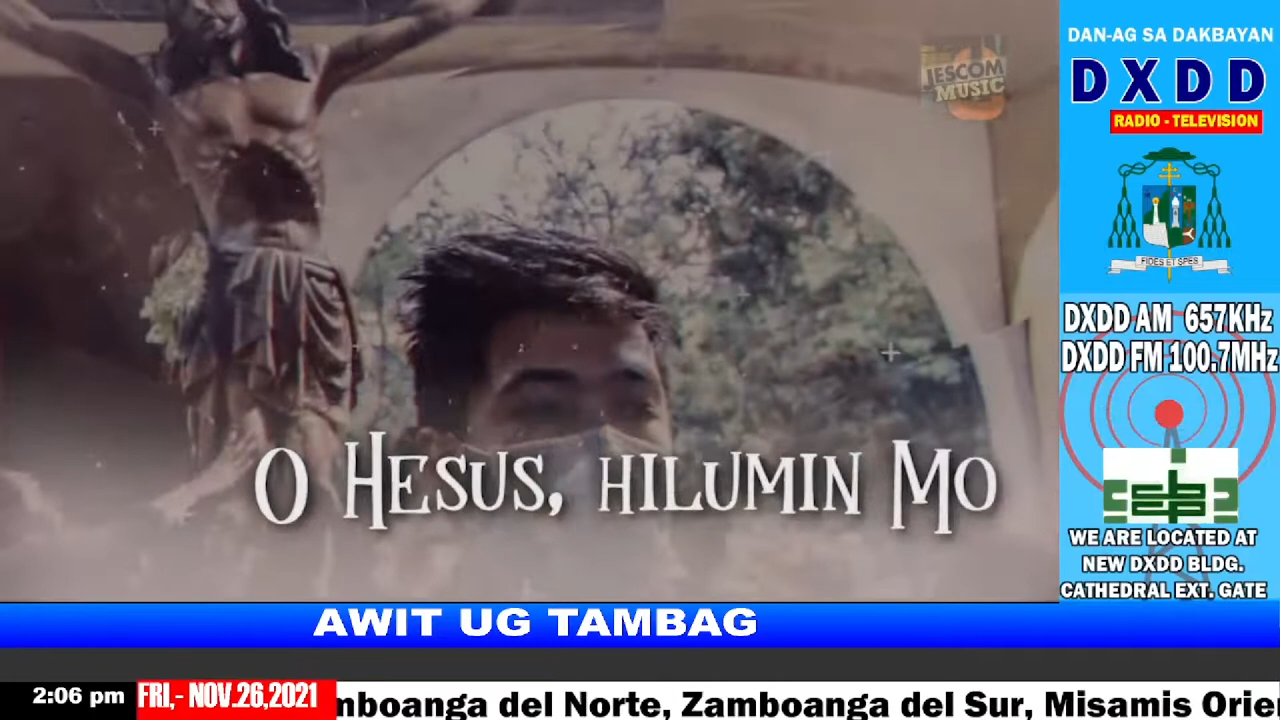 JESCOM
MUSIC
O HESUS, HILUMIN MO
DAN-AG SA DAKBAYAN
DXDD
RADIO - TELEVISION
FIDES ET SPES
DXDD AM 657KHz
DXDD FM 100.7MHz
WE ARE LOCATED AT
NEW DXDD BLDG.
CATHEDRAL EXT. GATE
AWIT UG TAMBAG
2:06 pm FRI,- NOV.26,2021 mboanga del Norte, Zamboanga del Sur, Misamis Orie